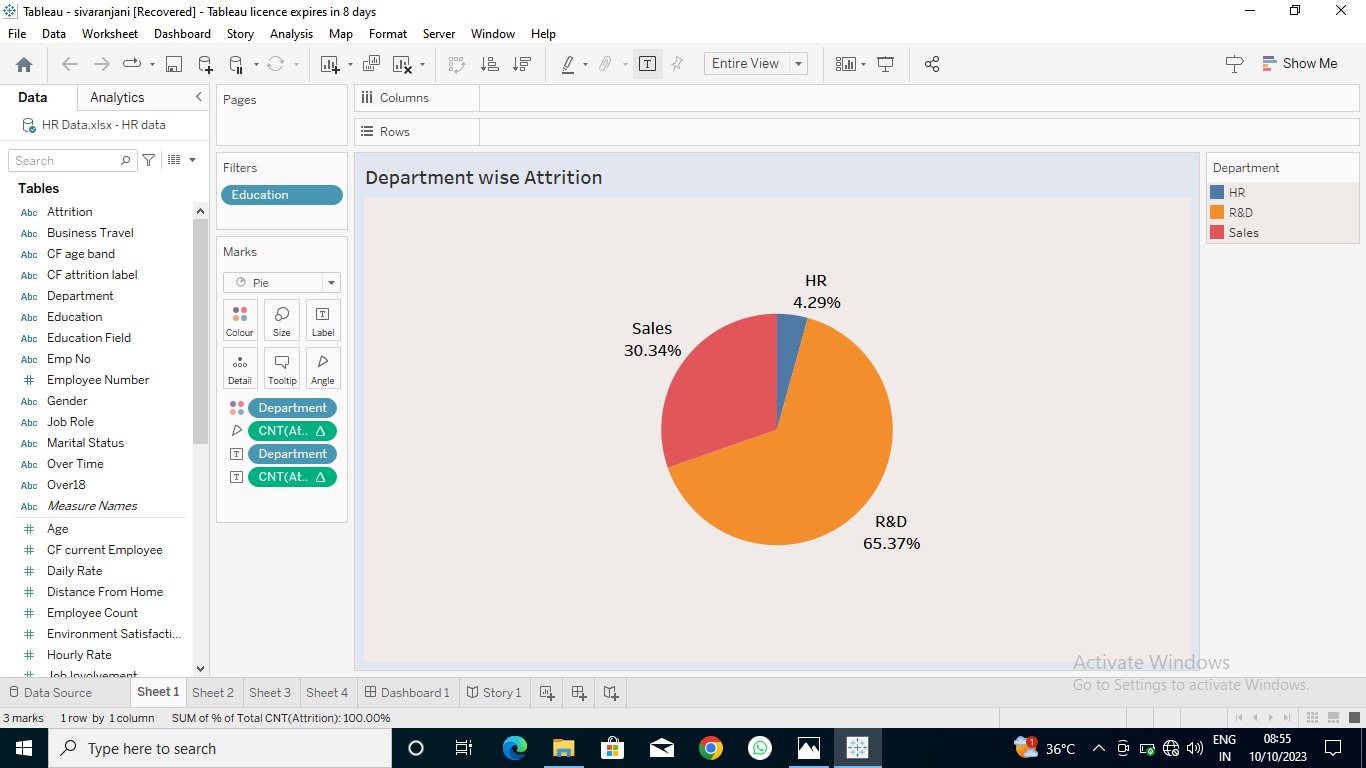 Tableau - sivaranjani [Recovered] - Tableau licence expires in 8 days
File Data Worksheet Dashboard Story Analysis Map Format Server Window Help
Entire View
Show Me
Data Analytics
HR Data.xlsx - HR data
Search
Tables
Abc Attrition
Abc Business Travel
Abc CF age band
Abc CF attrition label
Abc Department
Abc Education
Abc Education Field
Abc Emp No
# Employee Number
Abc Gender
Abc Job Role
Abc Marital Status
Abc Over Time
Abc Over18
Abc Measure Names
# Age
# CF current Employee
# Daily Rate
# Distance From Home
# Employee Count
# Environment Satisfacti...
# Hourly Rate
# Job Involvement
Pages
Filters
Education
Marks
Pie
Colour Size Label
Detail Tooltip Angle
Department
CNT(At.. Δ
T Department
T CNT(At.. Δ
Columns
Rows
Department wise Attrition
HR
4.29%
Sales
30.34%
R&D
65.37%
Department
HR
R&D
Sales
Activate Windows
Go to Settings to activate Windows.
Data Source Sheet 1 Sheet 2 Sheet 3 Sheet 4 Dashboard 1 Story 1
3 marks 1 row by 1 column SUM of % of Total CNT(Attrition): 100.00%
Type here to search
1
36°C
ENG
IN
08:55
10/10/2023